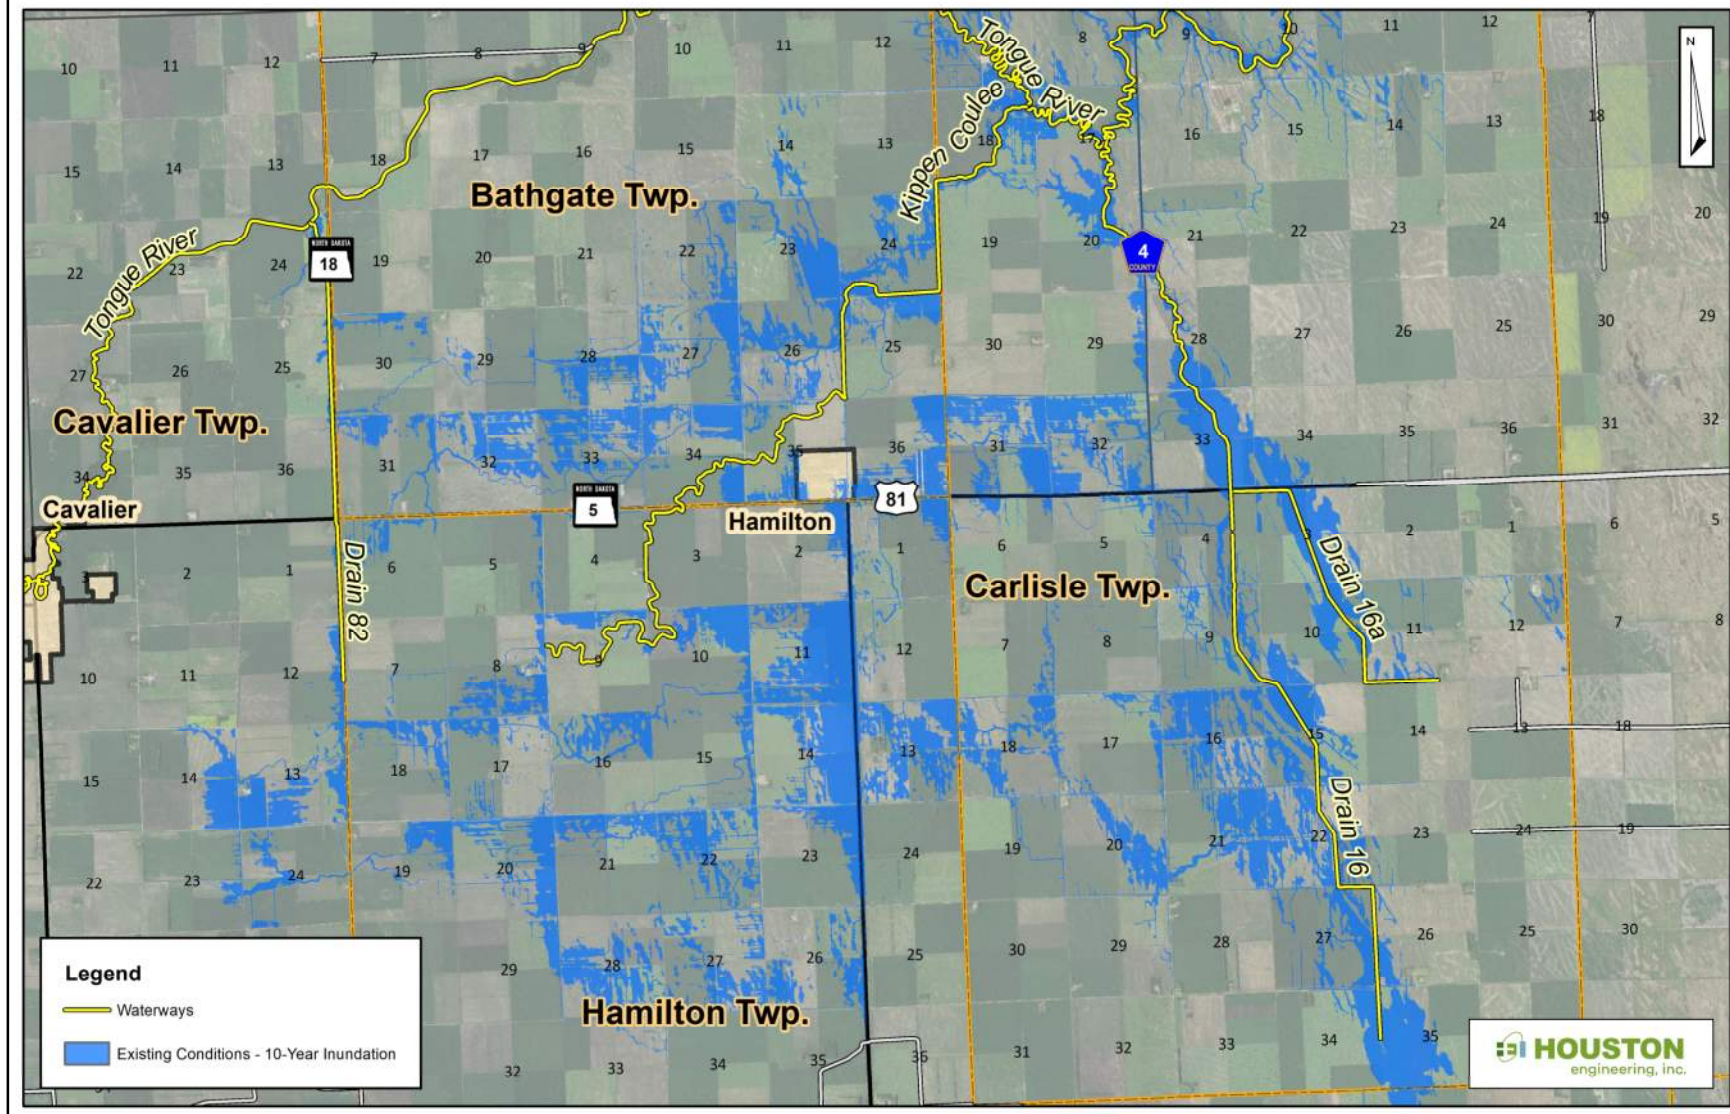 10 11 12 7 8 9 10 11 12 8 9 10 11 12 7
Tongue River
N
15 14 13 18 17 16 15 14 13 18 17 16 15 14 13 18
Kippen Coulee
Bathgate Twp.
22 23 24 19 20 21 22 23 24 19 20 21 22 23 24 19 20
Tongue River
NORTH DAKOTA
18
4
COUNTY
27 26 25 30 29 28 27 26 25 30 29 28 27 26 25 30 29
Cavalier Twp.
34 35 36 31 32 33 34 35 36 31 32 33 34 35 36 31 32
Cavalier
NORTH DAKOTA
5
Hamilton
81
3 2 1 6 5 4 3 2 1 6 5 4 3 2 1 6 5
Drain 82
Carlisle Twp.
Drain 16a
10 11 12 7 8 9 10 11 12 7 8 9 10 11 12 7 8
15 14 13 18 17 16 15 14 13 18 17 16 15 14 13 18
Drain 16
22 23 24 19 20 21 22 23 24 19 20 21 22 23 24 19
29 28 27 26 25 30 29 28 27 26 25 30
Hamilton Twp.
32 33 34 35 36 31 32 33 34 35
Legend
Waterways
Existing Conditions - 10-Year Inundation
HOUSTON
engineering, inc.